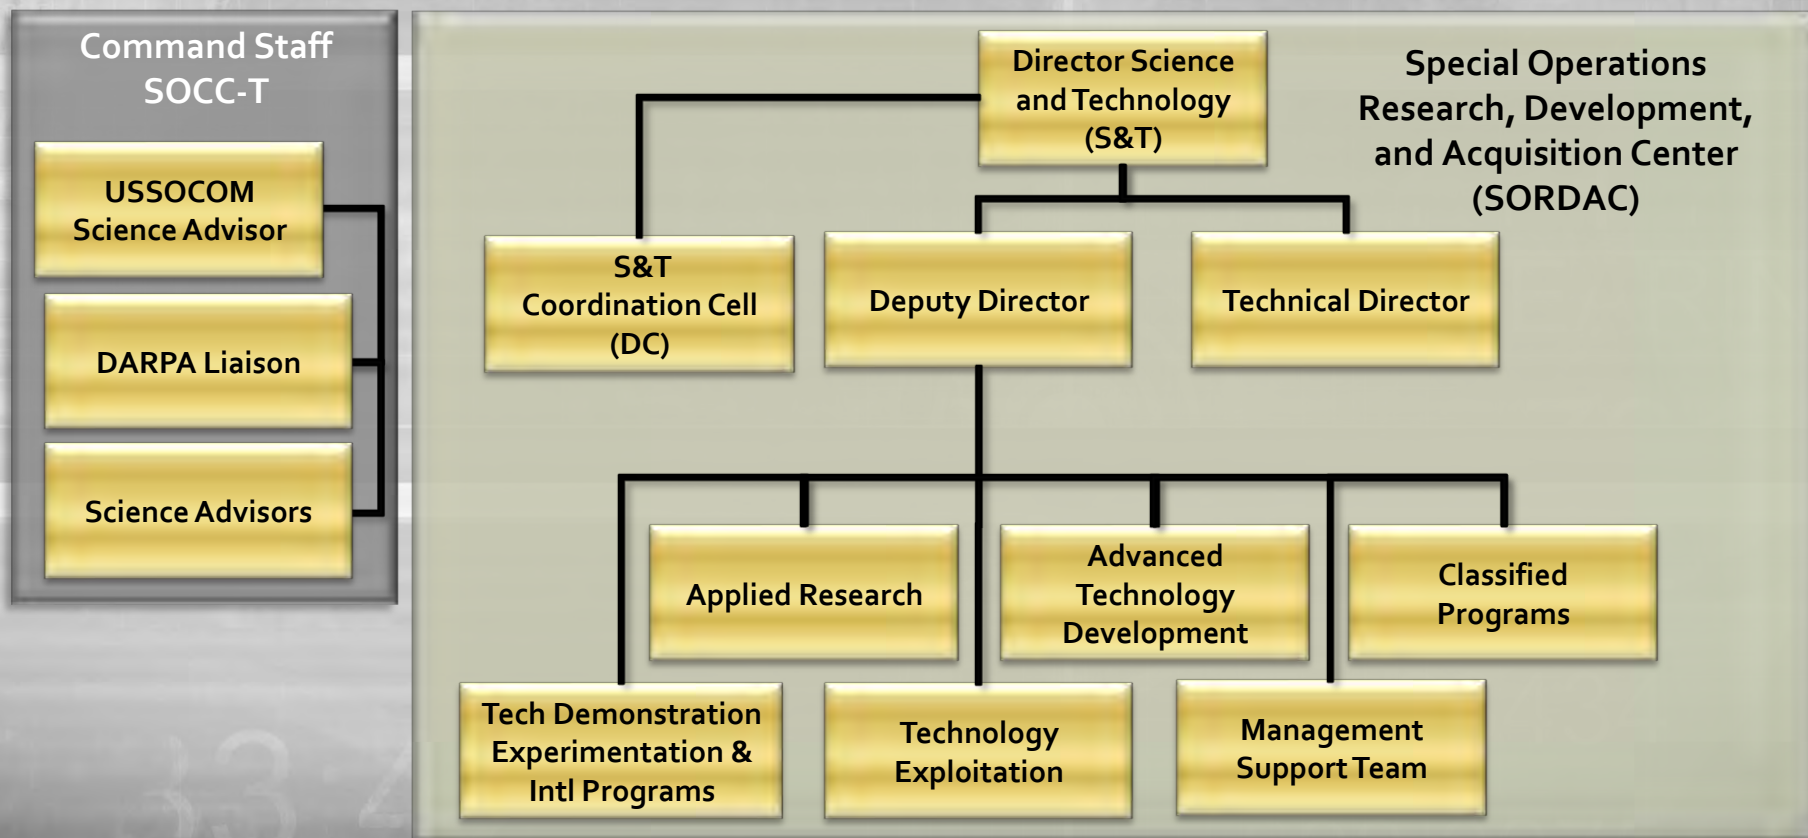 Command Staff
SOCC-T
USSOCOM
Science Advisor
DARPA Liaison
Science Advisors
Director Science
and Technology
(S&T)
Special Operations
Research, Development,
and Acquisition Center
(SORDAC)
S&T
Coordination Cell
(DC)
Deputy Director
Technical Director
Applied Research
Advanced
Technology
Development
Classified
Programs
Tech Demonstration
Experimentation &
Intl Programs
Technology
Exploitation
Management
Support Team